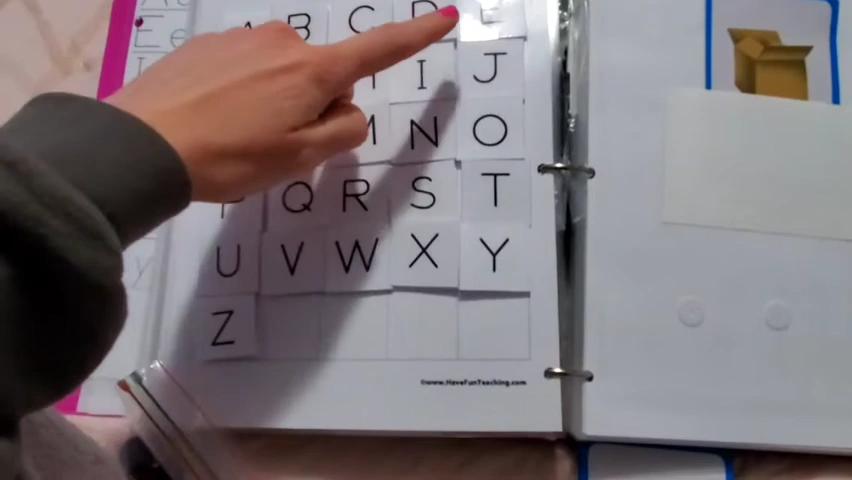 A B C D E
I J
M N O
P Q R S T
U V W X Y
Z
©www.HaveFunTeaching.com
E e